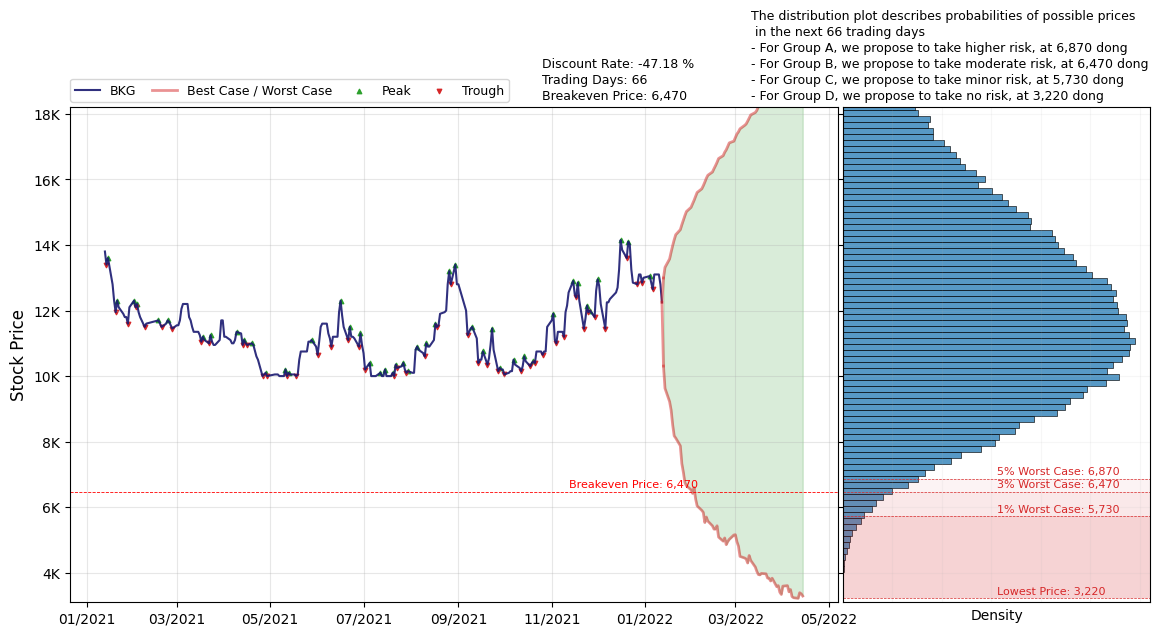 The distribution plot describes probabilities of possible prices
in the next 66 trading days
- For Group A, we propose to take higher risk, at 6,870 dong
- For Group B, we propose to take moderate risk, at 6,470 dong
- For Group C, we propose to take minor risk, at 5,730 dong
- For Group D, we propose to take no risk, at 3,220 dong
Discount Rate: -47.18 %
Trading Days: 66
Breakeven Price: 6,470
BKG Best Case / Worst Case Peak Trough
18K
16K
14K
12K
10K
8K
6K
4K
Stock Price
Breakeven Price: 6,470
5% Worst Case: 6,870
3% Worst Case: 6,470
1% Worst Case: 5,730
Lowest Price: 3,220
01/2021 03/2021 05/2021 07/2021 09/2021 11/2021 01/2022 03/2022 05/2022
Density